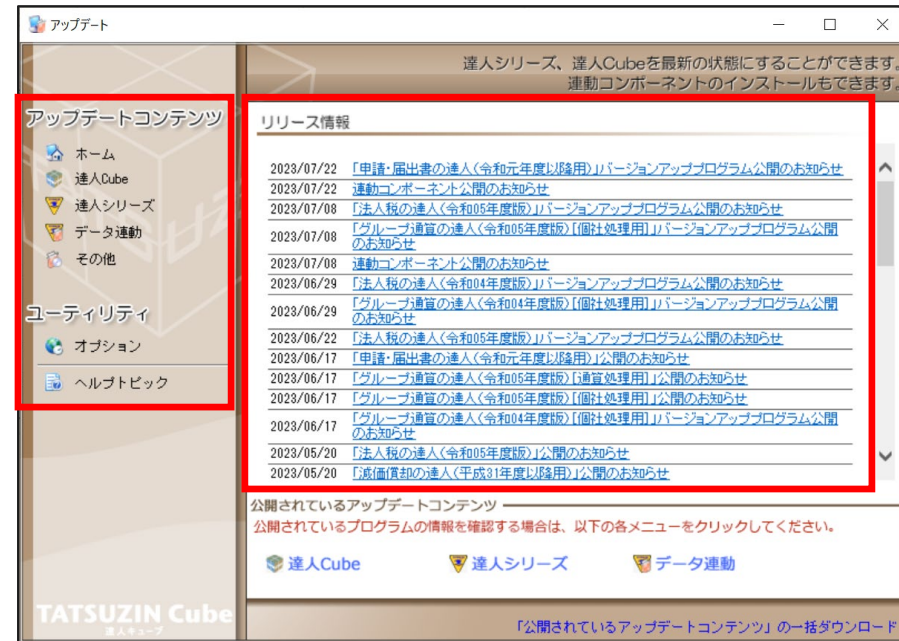 アップデート
達人シリーズ、達人Cubeを最新の状態にすることができます。
連動コンポーネントのインストールもできます。
アップデートコンテンツ
ホーム
達人Cube
達人シリーズ
データ連動
その他
ユーティリティ
オプション
ヘルプトピック
リリース情報
2023/07/22 「申請・届出書の達人(令和元年度以降用)」バージョンアッププログラム公開のお知らせ
2023/07/22 連動コンポーネント公開のお知らせ
2023/07/08 「法人税の達人(令和05年度版)」バージョンアッププログラム公開のお知らせ
2023/07/08 「グループ通算の達人(令和05年度版)[個社処理用]」バージョンアッププログラム公開
のお知らせ
2023/07/08 連動コンポーネント公開のお知らせ
2023/06/29 「法人税の達人(令和04年度版)」バージョンアッププログラム公開のお知らせ
2023/06/29 「グループ通算の達人(令和04年度版)[個社処理用]」バージョンアッププログラム公開
のお知らせ
2023/06/22 「法人税の達人(令和05年度版)」バージョンアッププログラム公開のお知らせ
2023/06/17 「申請・届出書の達人(令和元年度以降用)」公開のお知らせ
2023/06/17 「グループ通算の達人(令和05年度版)[通算処理用]」公開のお知らせ
2023/06/17 「グループ通算の達人(令和05年度版)[個社処理用]」公開のお知らせ
2023/06/17 「グループ通算の達人(令和04年度版)[個社処理用]」バージョンアッププログラム公開
のお知らせ
2023/05/20 「法人税の達人(令和05年度版)」公開のお知らせ
2023/05/20 「減価償却の達人(平成31年度以降用)」公開のお知らせ
公開されているアップデートコンテンツ
公開されているプログラムの情報を確認する場合は、以下の各メニューをクリックしてください。
達人Cube 達人シリーズ データ連動
TATSUZIN Cube
達人キューブ
「公開されているアップデートコンテンツ」の一括ダウンロード